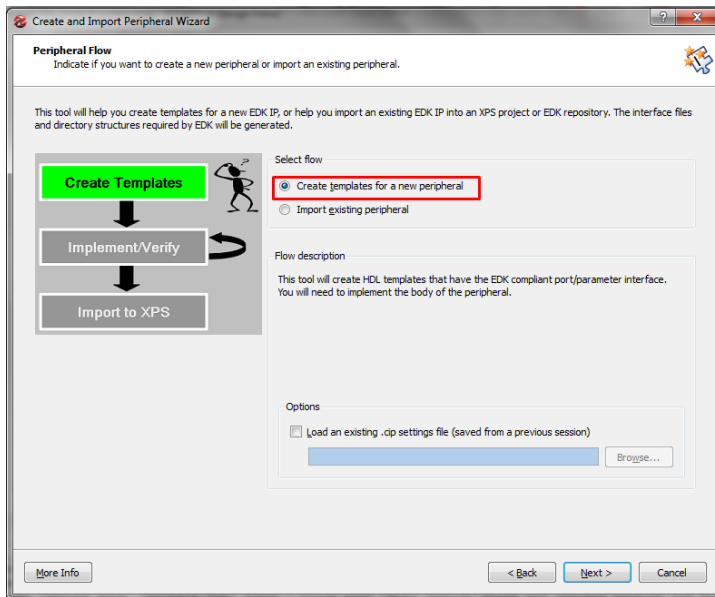 Create and Import Peripheral Wizard
Peripheral Flow
Indicate if you want to create a new peripheral or import an existing peripheral.
This tool will help you create templates for a new EDK IP, or help you import an existing EDK IP into an XPS project or EDK repository. The interface files
and directory structures required by EDK will be generated.
Create Templates
Implement/Verify
Import to XPS
Select flow
Create templates for a new peripheral
Import existing peripheral
Flow description
This tool will create HDL templates that have the EDK compliant port/parameter interface.
You will need to implement the body of the peripheral.
Options
Load an existing .cip settings file (saved from a previous session)
Browse...
More Info
< Back
Next >
Cancel